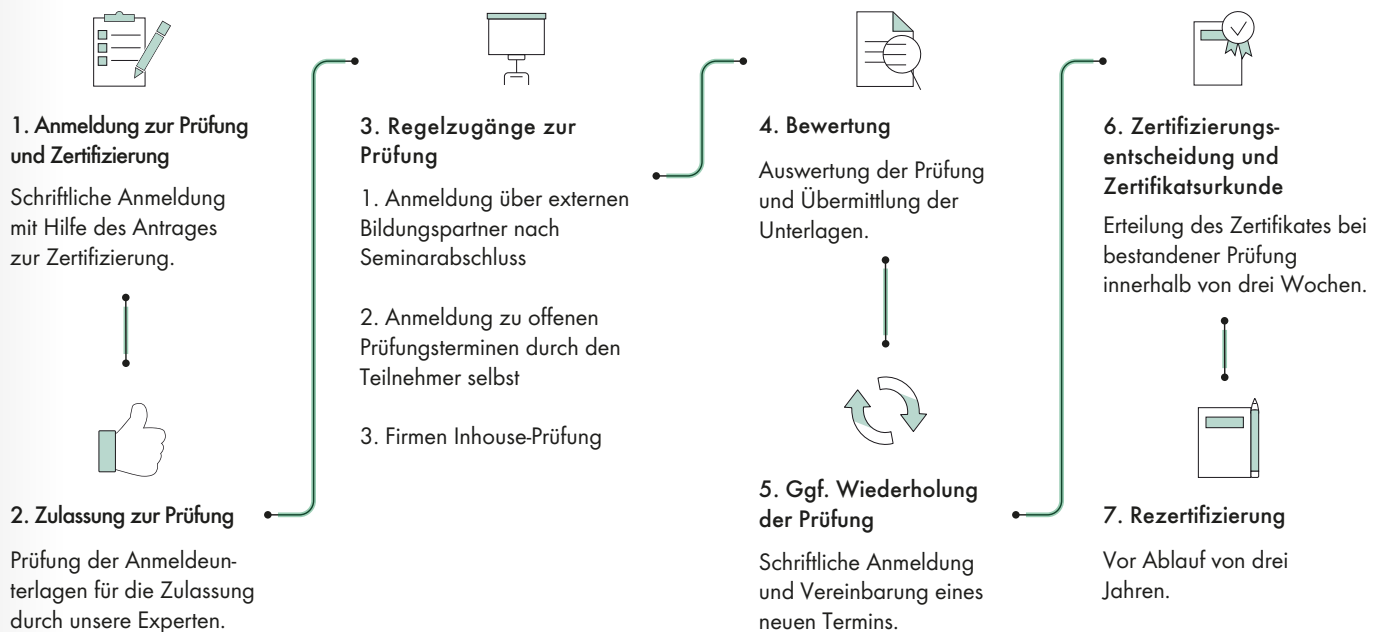 1. Anmeldung zur Prüfung
und Zertifizierung
Schriftliche Anmeldung
mit Hilfe des Antrages
zur Zertifizierung.
2. Zulassung zur Prüfung
Prüfung der Anmeldeun-
terlagen für die Zulassung
durch unsere Experten.
3. Regelzugänge zur
Prüfung
1. Anmeldung über externen
Bildungspartner nach
Seminarabschluss
2. Anmeldung zu offenen
Prüfungsterminen durch den
Teilnehmer selbst
3. Firmen Inhouse-Prüfung
4. Bewertung
Auswertung der Prüfung
und Übermittlung der
Unterlagen.
5. Ggf. Wiederholung
der Prüfung
Schriftliche Anmeldung
und Vereinbarung eines
neuen Termins.
6. Zertifizierungs-
entscheidung und
Zertifikatsurkunde
Erteilung des Zertifikates bei
bestandener Prüfung
innerhalb von drei Wochen.
7. Rezertifizierung
Vor Ablauf von drei
Jahren.